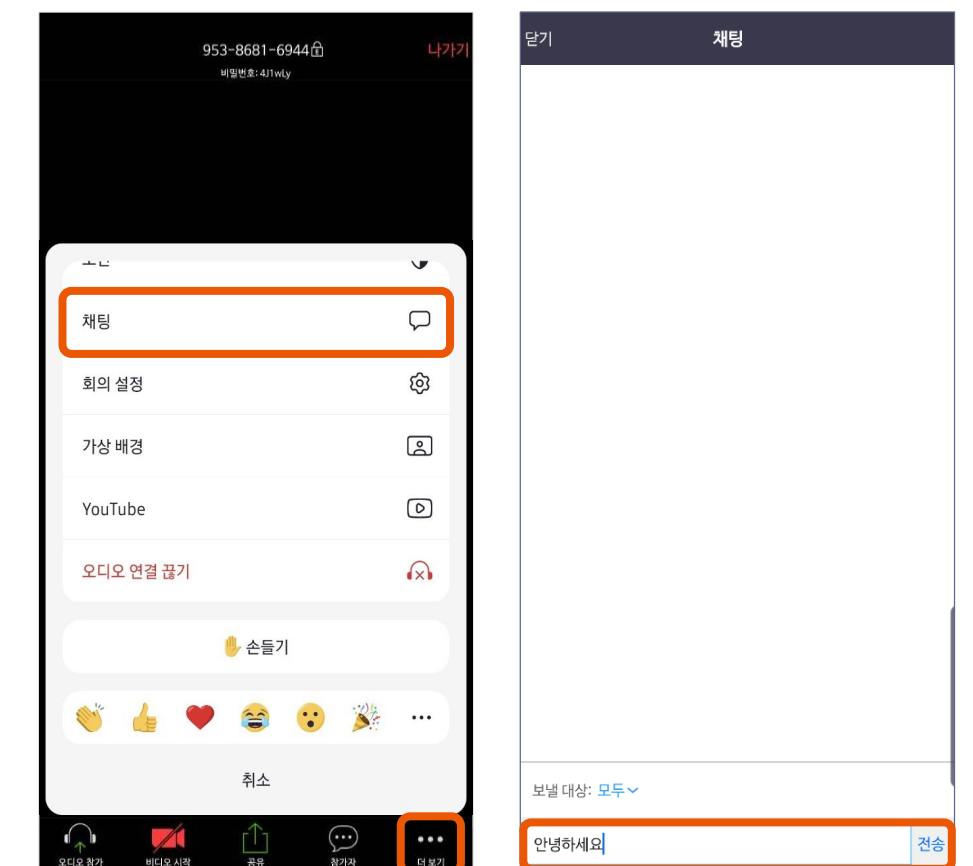 953-8681-6944
나가기
비밀번호: 4J1wLy
채팅
회의 설정
가상 배경
YouTube
오디오 연결 끊기
손들기
취소
오디오 참가
비디오 시작
공유
참가자
더 보기
닫기
채팅
보낼 대상: 모두
안녕하세요
전송